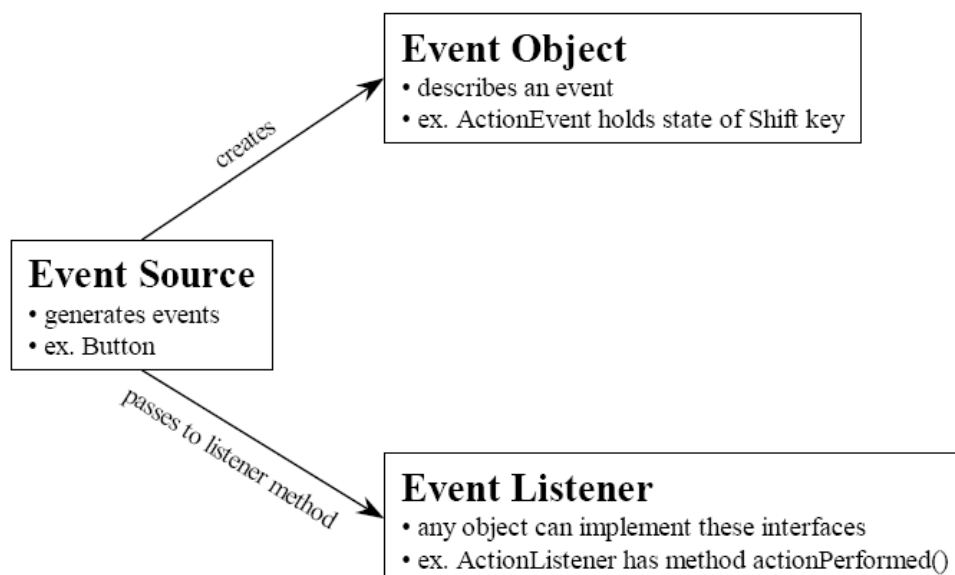 Event Object
• describes an event
• ex. ActionEvent holds state of Shift key
creates
Event Source
• generates events
• ex. Button
passes to listener method
Event Listener
• any object can implement these interfaces
• ex. ActionListener has method actionPerformed()